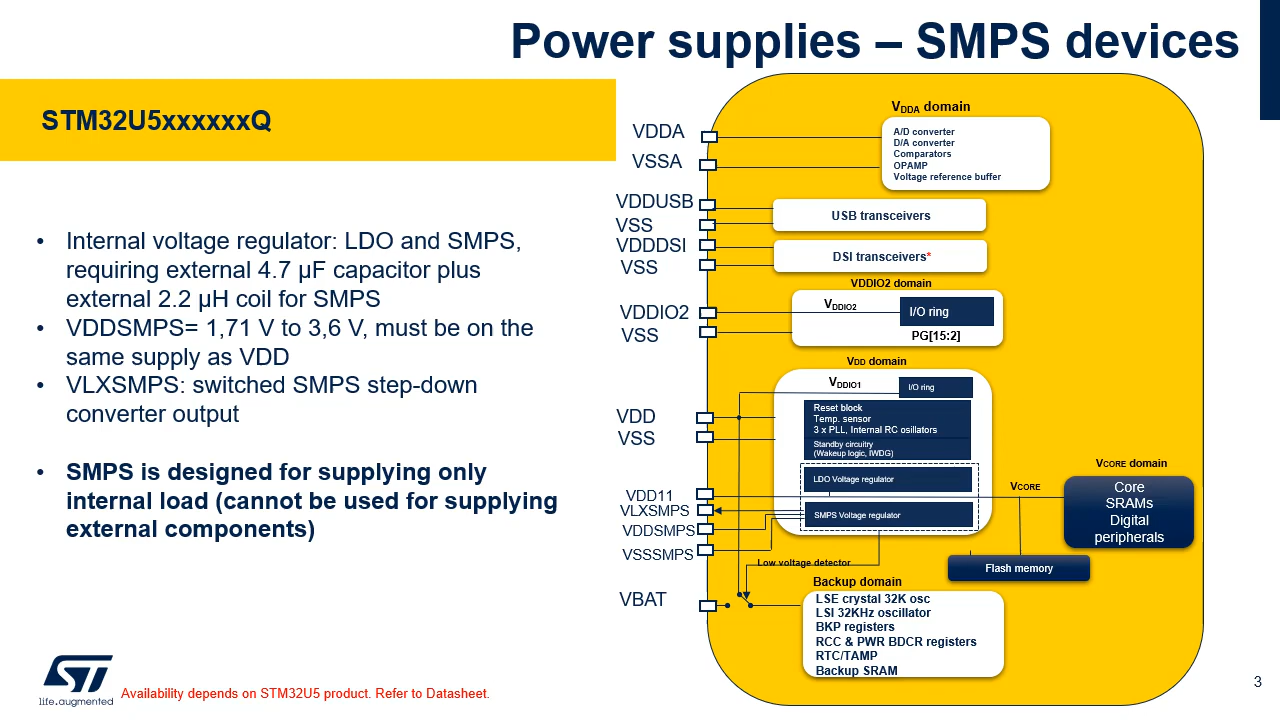 Power supplies – SMPS devices
STM32U5xxxxxxQ
• Internal voltage regulator: LDO and SMPS,
requiring external 4.7 µF capacitor plus
external 2.2 µH coil for SMPS
• VDDSMPS= 1,71 V to 3,6 V, must be on the
same supply as VDD
• VLXSMPS: switched SMPS step-down
converter output
• SMPS is designed for supplying only
internal load (cannot be used for supplying
external components)
VDDA
VSSA
VDDUSB
VSS
VDDDSI
VSS
VDDIO2
VSS
VDD
VSS
VDD11
VLXSMPS
VDDSMPS
VSSSMPS
VBAT
VDDA domain
A/D converter
D/A converter
Comparators
OPAMP
Voltage reference buffer
USB transceivers
DSI transceivers*
VDDIO2 domain
VDDIO2
I/O ring
PG[15:2]
VDD domain
VDDIO1
I/O ring
Reset block
Temp. sensor
3 x PLL, Internal RC osillators
Standby circuitry
(Wakeup logic, IWDG)
LDO Voltage regulator
SMPS Voltage regulator
VCORE
VCORE domain
Core
SRAMs
Digital
peripherals
Flash memory
Low voltage detector
Backup domain
LSE crystal 32K osc
LSI 32KHz oscillator
BKP registers
RCC & PWR BDCR registers
RTC/TAMP
Backup SRAM
ST
life.augmented
Availability depends on STM32U5 product. Refer to Datasheet.
3